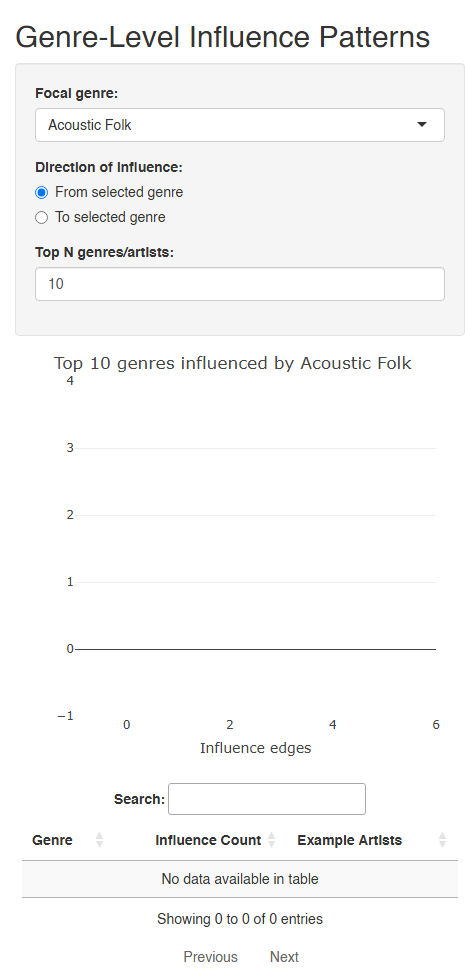 Genre-Level Influence Patterns
Focal genre:
Acoustic Folk
Direction of Influence:
From selected genre
To selected genre
Top N genres/artists:
10
Top 10 genres influenced by Acoustic Folk
4
3
2
1
0
−1
0 2 4 6
Influence edges
Search:
Genre Influence Count Example Artists
No data available in table
Showing 0 to 0 of 0 entries
Previous Next